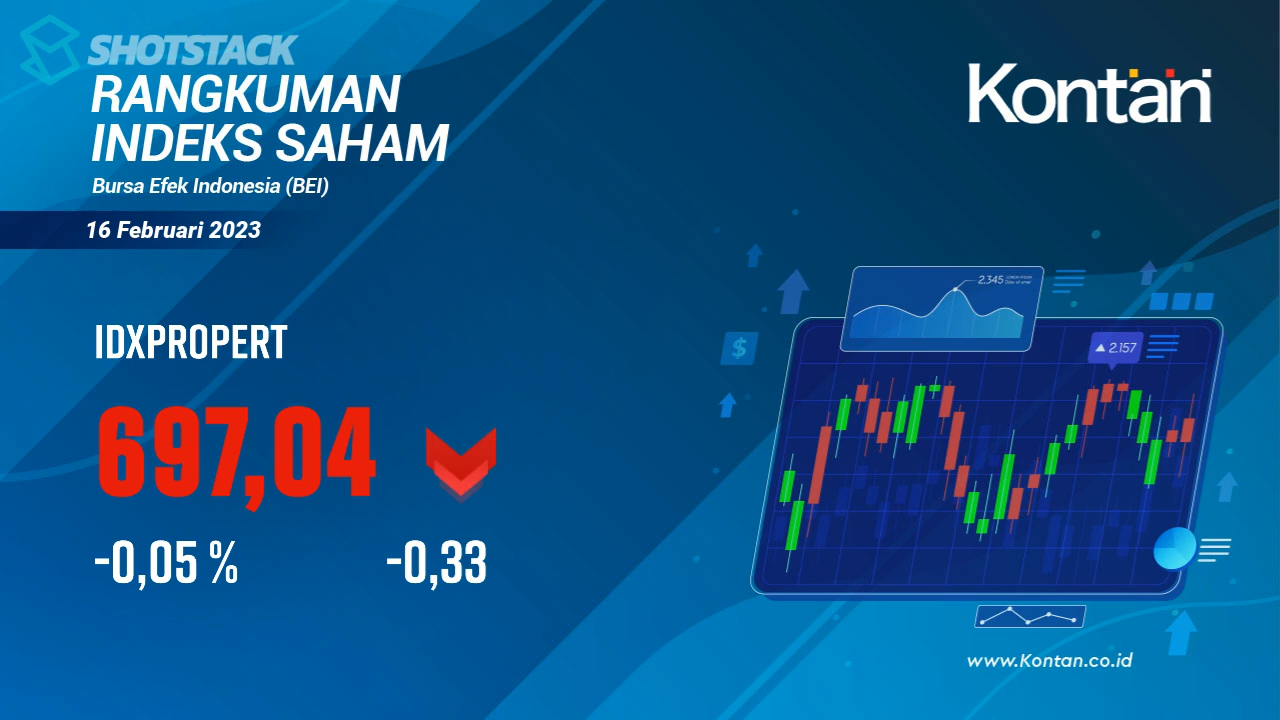 SHOTSTACK
RANGKUMAN
INDEKS SAHAM
Bursa Efek Indonesia (BEI)
16 Februari 2023
Kontan
IDXPROPERT
697,04
-0,05 %
-0,33
2.345
2.157
$
www.Kontan.co.id